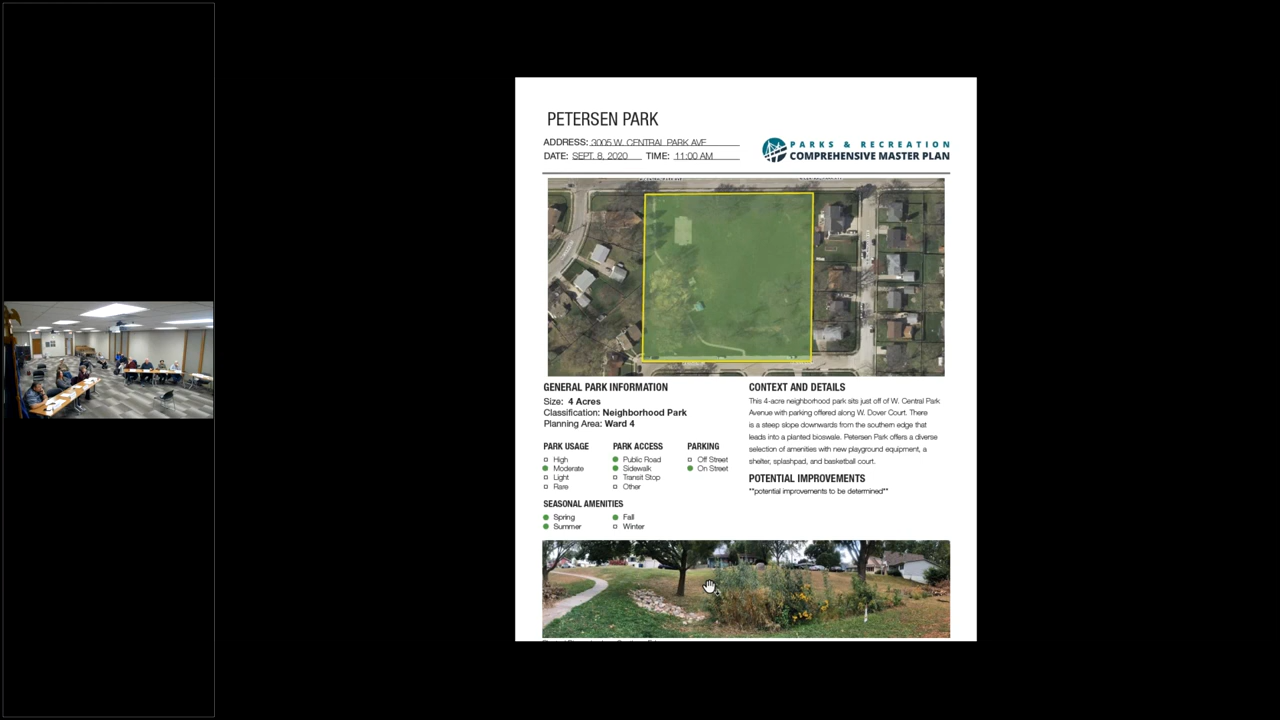 PETERSEN PARK
ADDRESS: 3005 W. CENTRAL PARK AVE
DATE: SEPT. 8, 2020 TIME: 11:00 AM
PARKS & RECREATION
COMPREHENSIVE MASTER PLAN
GENERAL PARK INFORMATION
Size: 4 Acres
Classification: Neighborhood Park
Planning Area: Ward 4
PARK USAGE
High
Moderate
Light
Rare
PARK ACCESS
Public Road
Sidewalk
Transit Stop
Other
PARKING
Off Street
On Street
SEASONAL AMENITIES
Spring
Summer
Fall
Winter
CONTEXT AND DETAILS
This 4-acre neighborhood park sits just off of W. Central Park
Avenue with parking offered along W. Dover Court. There
is a steep slope downwards from the southern edge that
leads into a planted bioswale. Petersen Park offers a diverse
selection of amenities with new playground equipment, a
shelter, splashpad, and basketball court.
POTENTIAL IMPROVEMENTS
**potential improvements to be determined**